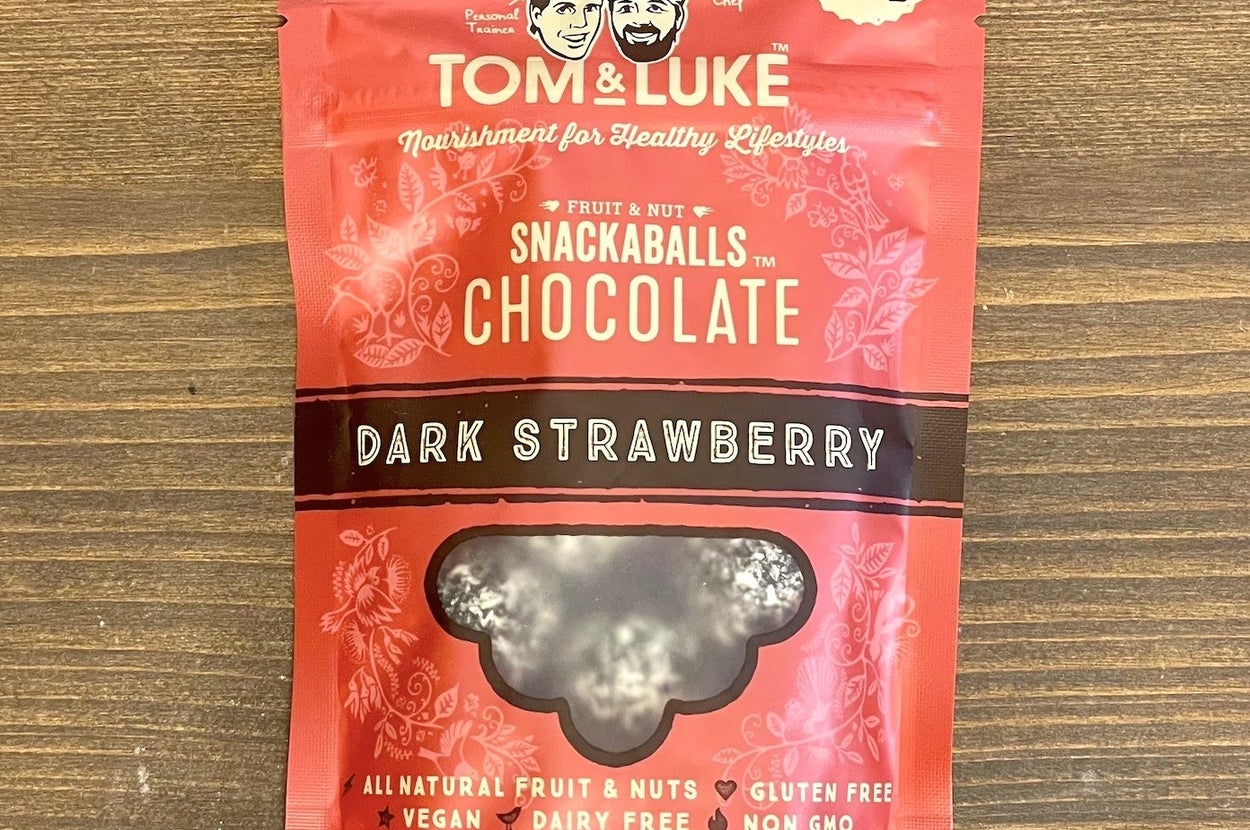 Personal
Trainer
Chef
TOM & LUKE™
Nourishment for Healthy Lifestyles
FRUIT & NUT
SNACKABALLS™
CHOCOLATE
DARK STRAWBERRY
ALL NATURAL FRUIT & NUTS GLUTEN FREE
VEGAN DAIRY FREE NON GMO